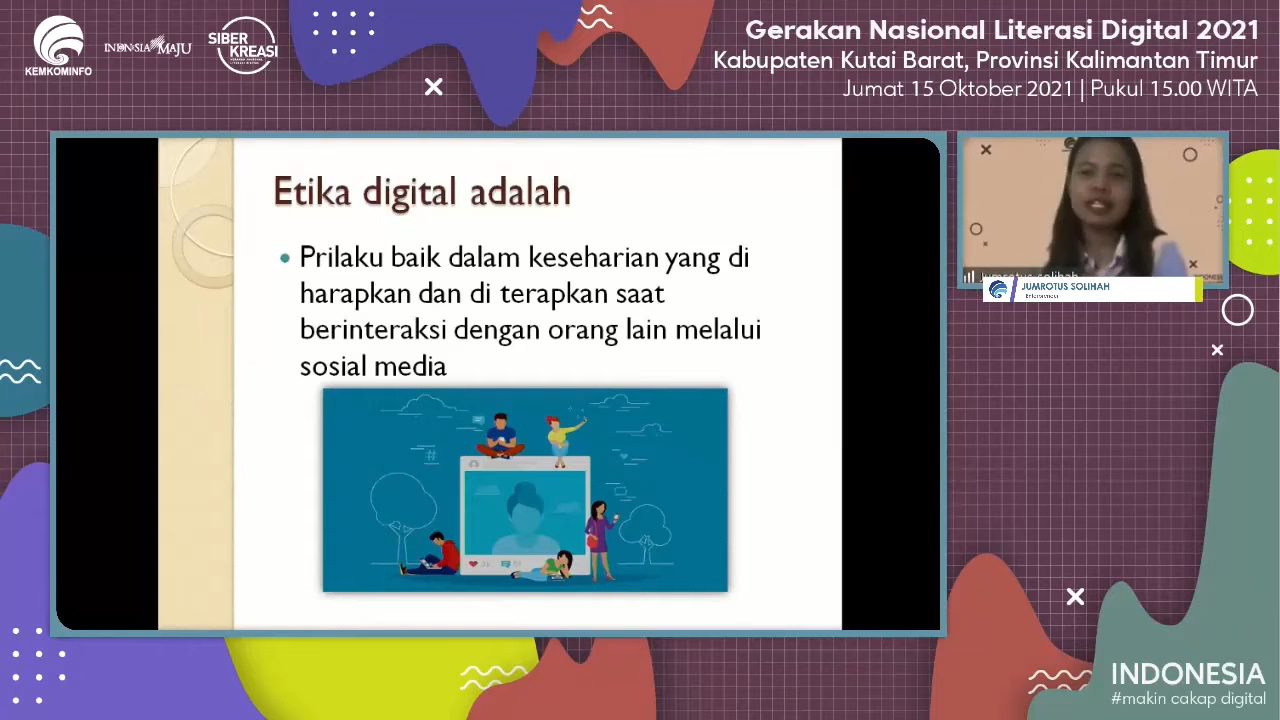 KEMKOMINFO
INDONESIA MAJU
SIBER
KREASI
Gerakan Nasional Literasi Digital 2021
Kabupaten Kutai Barat, Provinsi Kalimantan Timur
Jumat 15 Oktober 2021 | Pukul 15.00 WITA
Etika digital adalah
• Prilaku baik dalam keseharian yang di
harapkan dan di terapkan saat
berinteraksi dengan orang lain melalui
sosial media
jumrotus solihah
JUMROTUS SOLIHAH
INDONESIA
#makin cakap digital